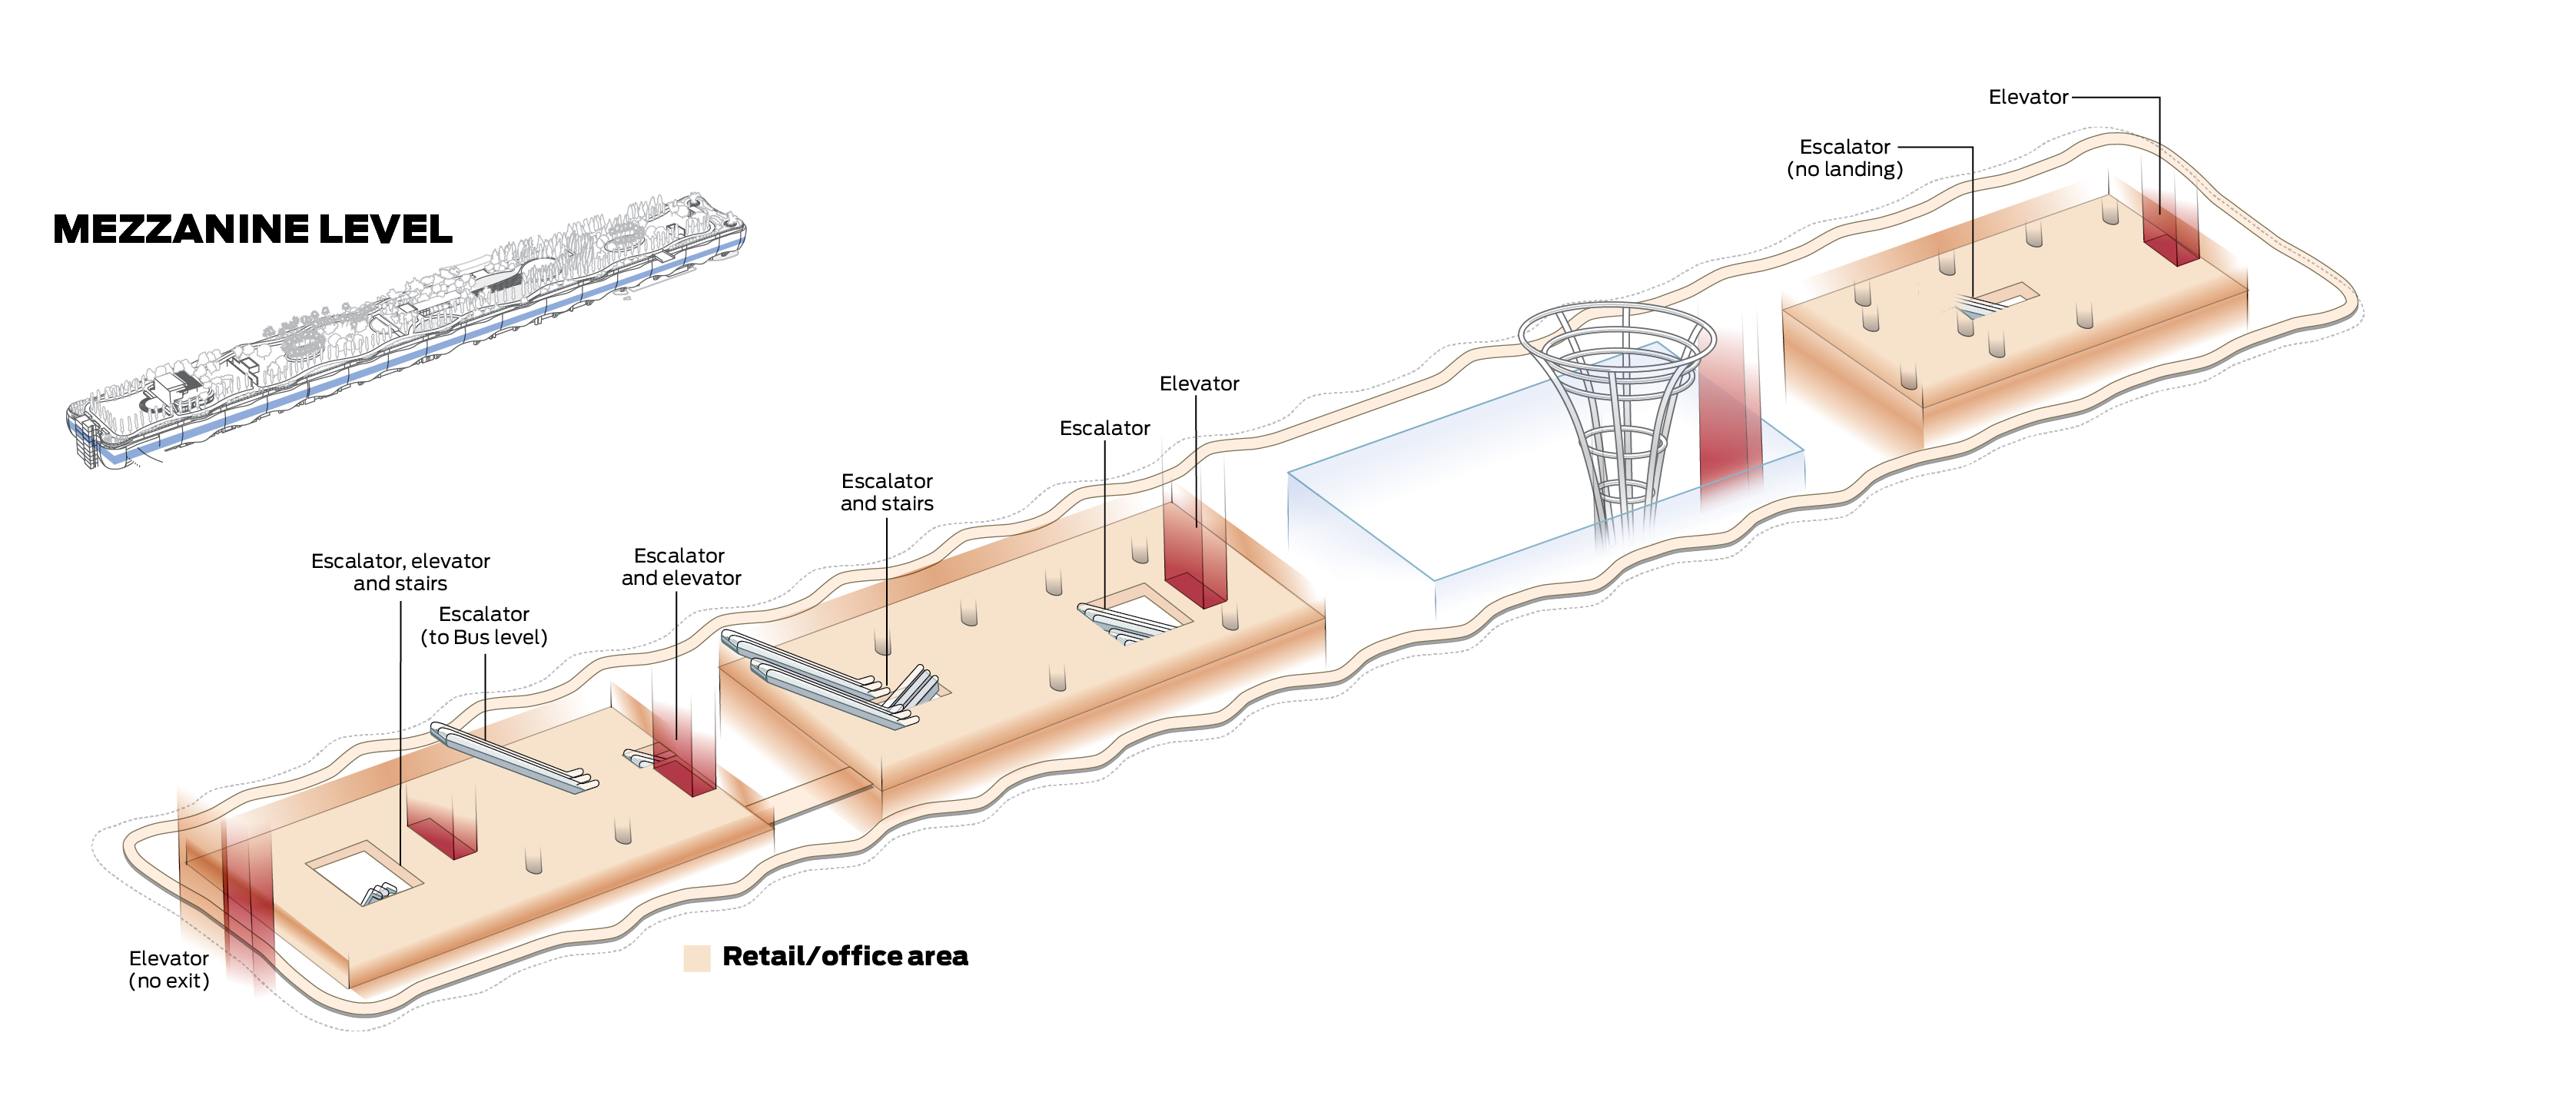 MEZZANINE LEVEL
Elevator
Escalator
(no landing)
Elevator
Escalator
Escalator
and stairs
Escalator
and elevator
Escalator, elevator
and stairs
Escalator
(to Bus level)
Elevator
(no exit)
Retail/office area